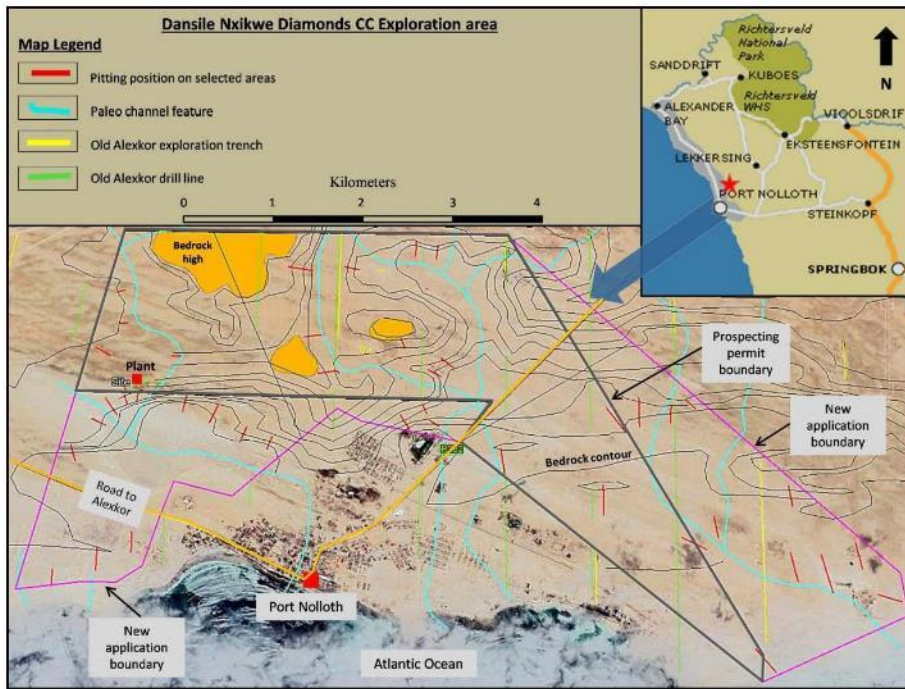 Dansile Nxikwe Diamonds CC Exploration area
Map Legend
Pitting position on selected areas
Paleo channel feature
Old Alexkor exploration trench
Old Alexkor drill line
Kilometers
0 1 2 3 4
Richtersveld
National
Park
SANDDRIFT
KUBOES
N
Richtersveld
WHS
ALEXANDER
BAY
VIOOLSDRIFT
EKSTEENSFONTEIN
LEKKERSING
PORT NOLLOTH
STEINKOPF
SPRINGBOK
Bedrock
high
Prospecting
permit
boundary
Plant
Site
New
application
boundary
Bedrock contour
Road to
Alexkor
Port Nolloth
New
application
boundary
Atlantic Ocean